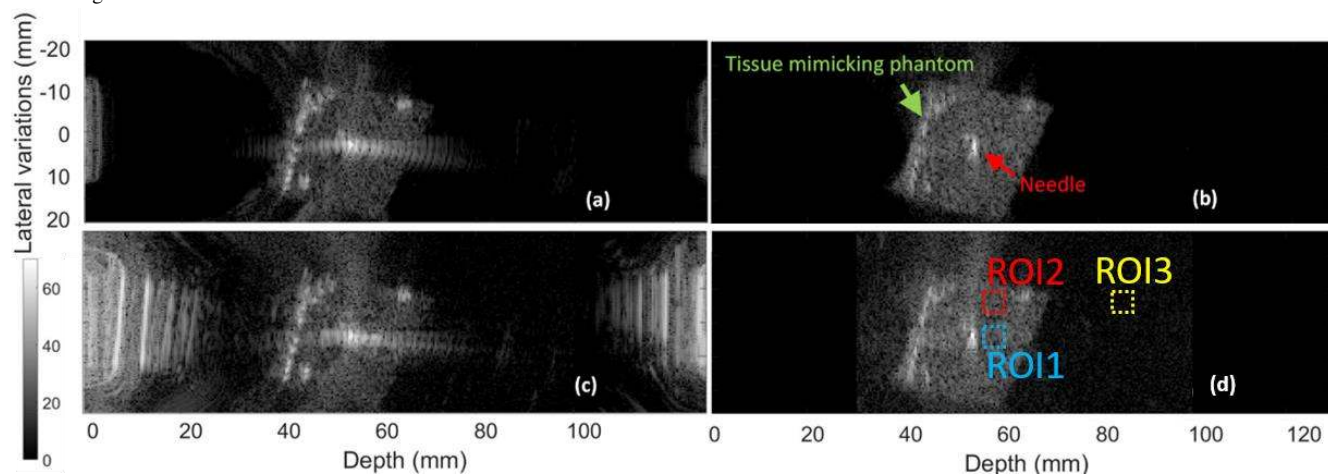 Lateral variations (mm)
-20
-10
0
10
20
(a)
Tissue mimicking phantom
Needle
(b)
60
40
20
0
(c)
ROI2
ROI3
ROI1
(d)
0 20 40 60 80 100
Depth (mm)
0 20 40 60 80 100 120
Depth (mm)